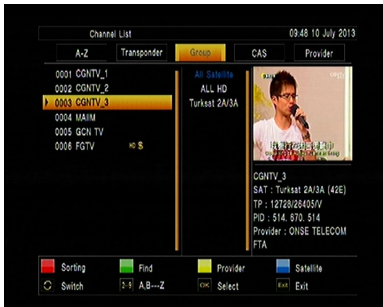 Channel List
09:48 10 July 2013
A-Z
Transponder
Group
CAS
Provider
0001 CGNTV_1
0002 CGNTV_2
0003 CGNTV_3
0004 MAIIM
0005 GCN TV
0006 FGTV HD $
All Satellite
ALL HD
Turksat 2A/3A
CGNTV_3
SAT : Turksat 2A/3A (42E)
TP : 12728/26405/V
PID : 514. 670. 514
Provider : ONSE TELECOM
FTA
Sorting
Find
Provider
Satellite
Switch
2-9 A,B---Z
OK Select
Exit Exit